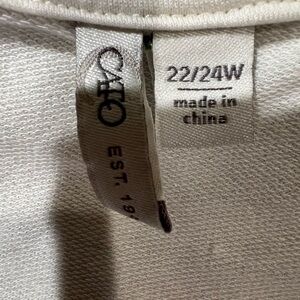 CATO
EST. 19
22/24W
made in
china